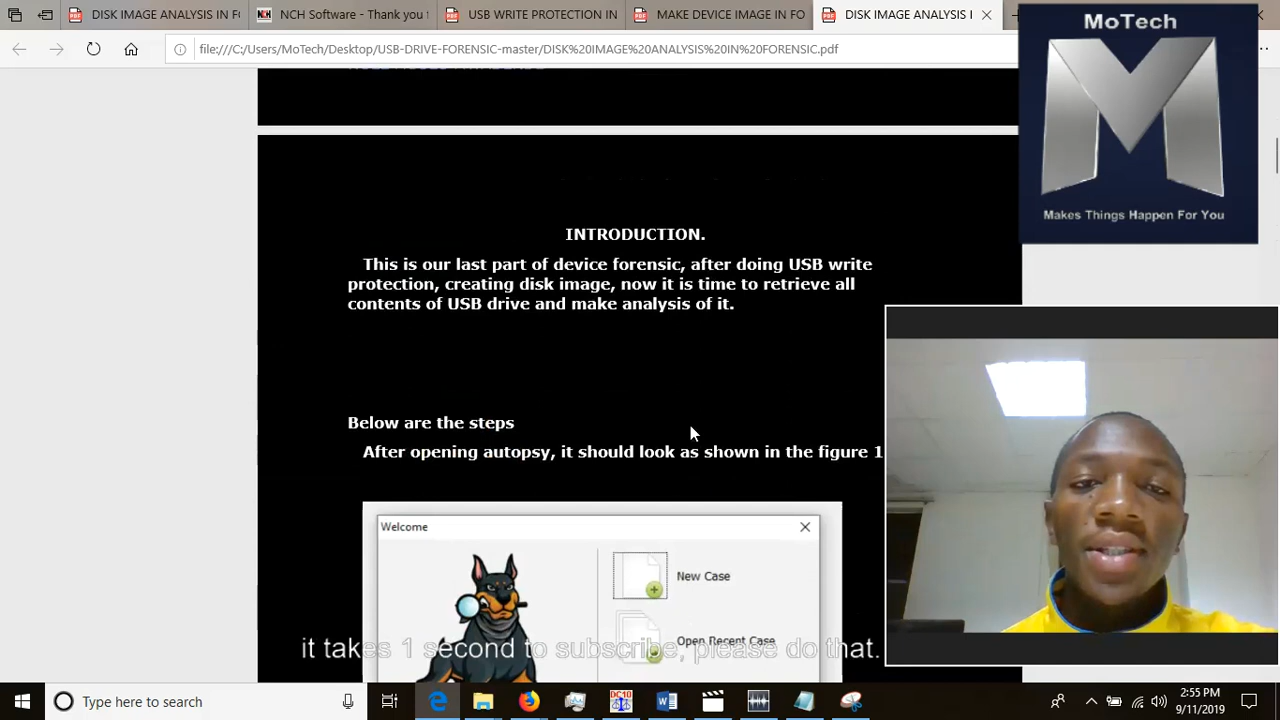 DISK IMAGE ANALYSIS IN FO
NCH Software - Thank you f
USB WRITE PROTECTION IN
MAKE DEVICE IMAGE IN FO
DISK IMAGE ANALYSIS I
file:///C:/Users/MoTech/Desktop/USB-DRIVE-FORENSIC-master/DISK%20IMAGE%20ANALYSIS%20IN%20FORENSIC.pdf
MoTech
Makes Things Happen For You
INTRODUCTION.
This is our last part of device forensic, after doing USB write
protection, creating disk image, now it is time to retrieve all
contents of USB drive and make analysis of it.
Below are the steps
After opening autopsy, it should look as shown in the figure 1
Welcome
New Case
Open Recent Case
it takes 1 second to subscribe, please do that.
Type here to search
DC10
2:55 PM
9/11/2019